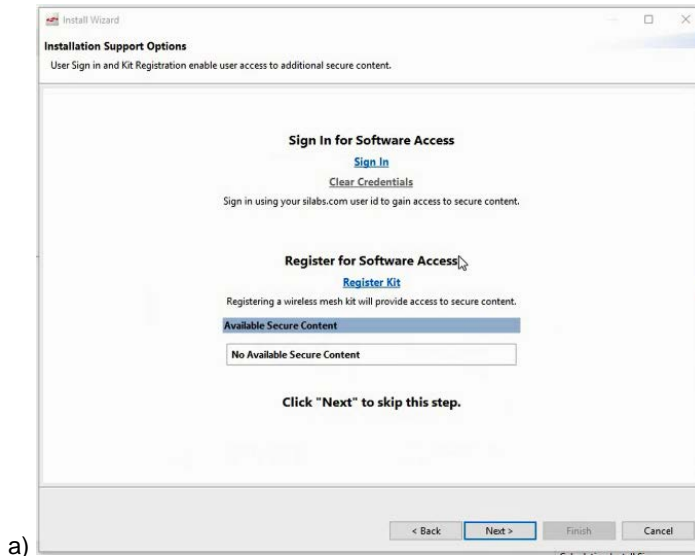 Install Wizard
Installation Support Options
User Sign in and Kit Registration enable user access to additional secure content.
Sign In for Software Access
Sign In
Clear Credentials
Sign in using your silabs.com user id to gain access to secure content.
Register for Software Access
Register Kit
Registering a wireless mesh kit will provide access to secure content.
Available Secure Content
No Available Secure Content
Click "Next" to skip this step.
< Back Next > Finish Cancel
a)